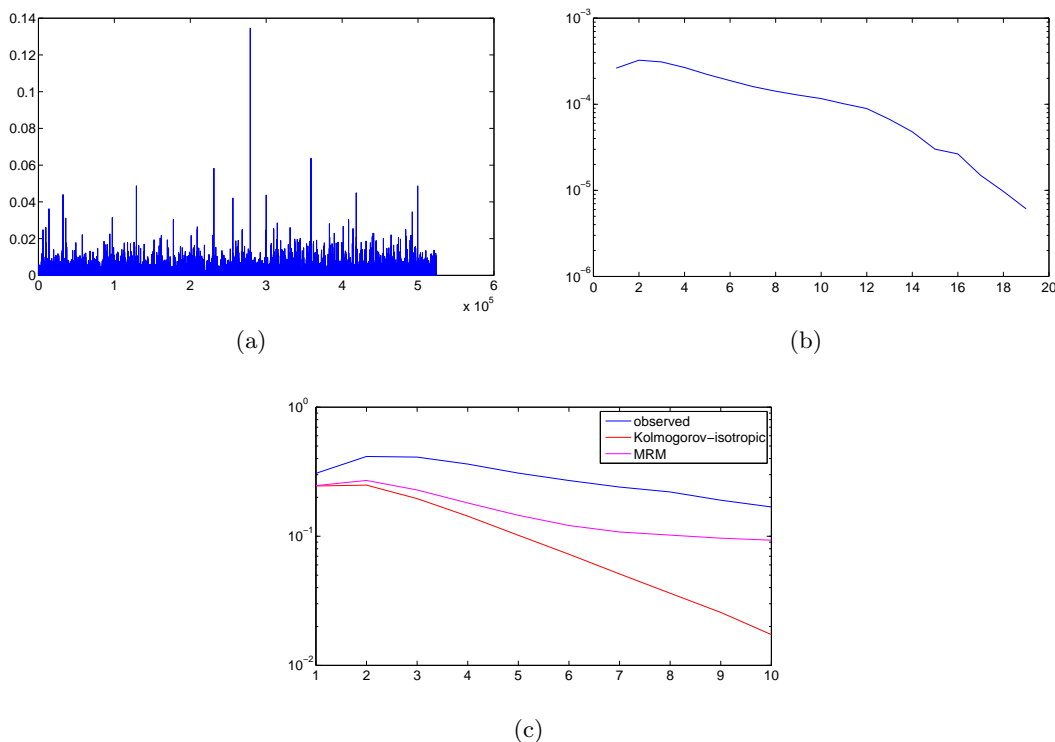 0.14
0.12
0.1
0.08
0.06
0.04
0.02
0
0 1 2 3 4 5 6
x 10^5
(a)
10^-3
10^-4
10^-5
10^-6
0 2 4 6 8 10 12 14 16 18 20
(b)
10^0
10^-1
10^-2
1 2 3 4 5 6 7 8 9 10
observed
Kolmogorov−isotropic
MRM
(c)